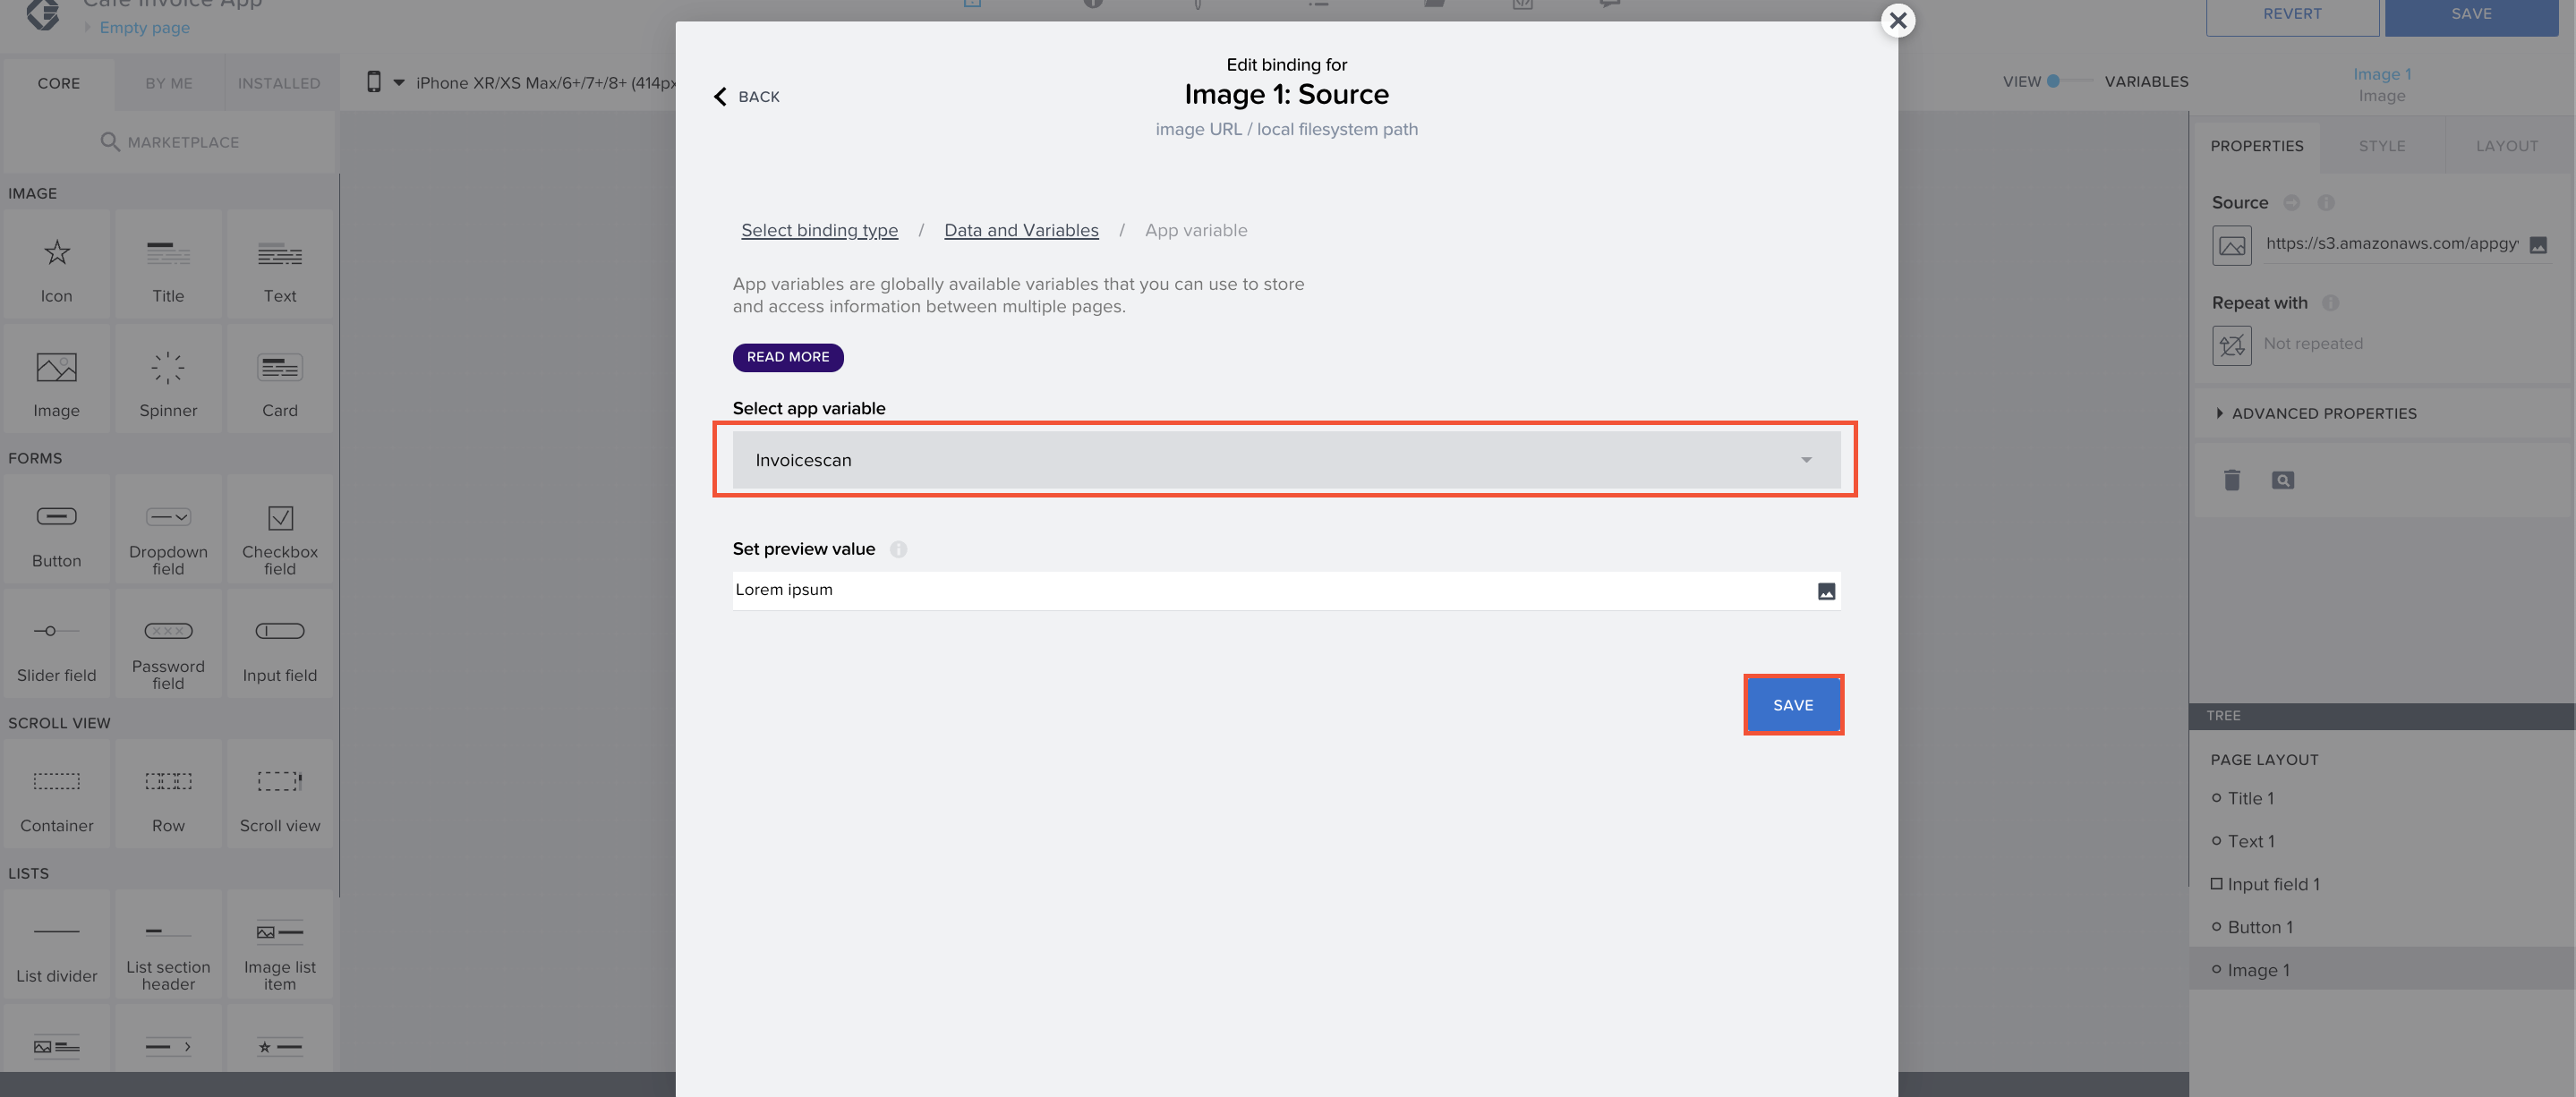 Cafe Invoice App
Empty page
REVERT
SAVE
CORE
BY ME
INSTALLED
iPhone XR/XS Max/6+/7+/8+ (414px
VIEW
VARIABLES
Image 1
Image
MARKETPLACE
IMAGE
Icon
Title
Text
Image
Spinner
Card
FORMS
Button
Dropdown
field
Checkbox
field
Slider field
Password
field
Input field
SCROLL VIEW
Container
Row
Scroll view
LISTS
List divider
List section
header
Image list
item
Edit binding for
BACK
Image 1: Source
image URL / local filesystem path
Select binding type / Data and Variables / App variable
App variables are globally available variables that you can use to store
and access information between multiple pages.
READ MORE
Select app variable
Invoicescan
Set preview value
Lorem ipsum
SAVE
PROPERTIES
STYLE
LAYOUT
Source
https://s3.amazonaws.com/appgy
Repeat with
Not repeated
ADVANCED PROPERTIES
TREE
PAGE LAYOUT
Title 1
Text 1
Input field 1
Button 1
Image 1